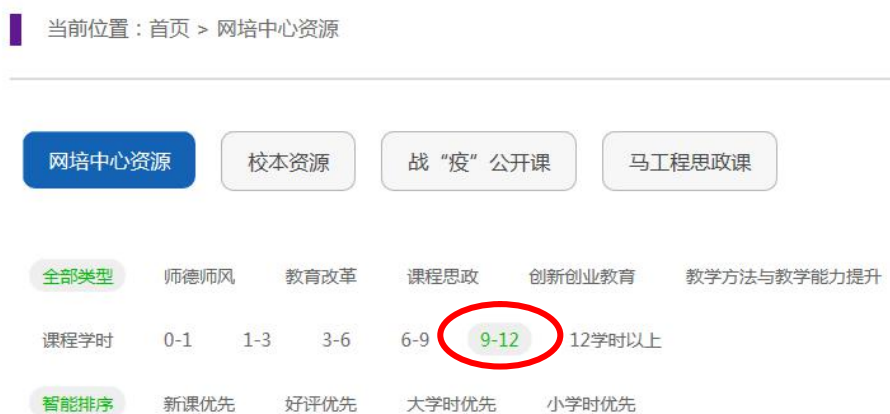 当前位置：首页 > 网培中心资源
网培中心资源 校本资源 战“疫”公开课 马工程思政课
全部类型 师德师风 教育改革 课程思政 创新创业教育 教学方法与教学能力提升
课程学时 0-1 1-3 3-6 6-9 9-12 12学时以上
智能排序 新课优先 好评优先 大学时优先 小学时优先